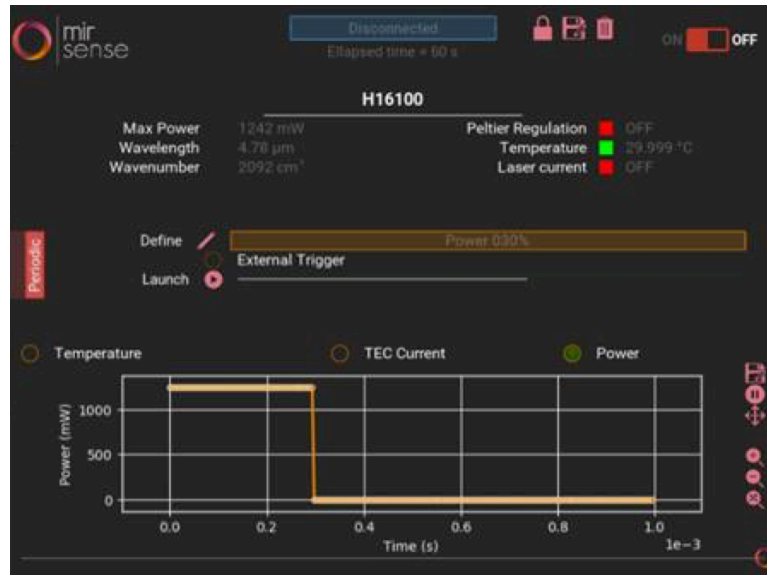 mir
sense
Disconnected
Ellapsed time = 60 s
ON OFF
H16100
Max Power 1242 mW
Wavelength 4.78 µm
Wavenumber 2092 cm⁻¹
Peltier Regulation OFF
Temperature 29.999 °C
Laser current OFF
Periodic
Define Power 030%
External Trigger
Launch
Temperature TEC Current Power
Power (mW)
1000
500
0
0.0 0.2 0.4 0.6 0.8 1.0
Time (s) 1e−3